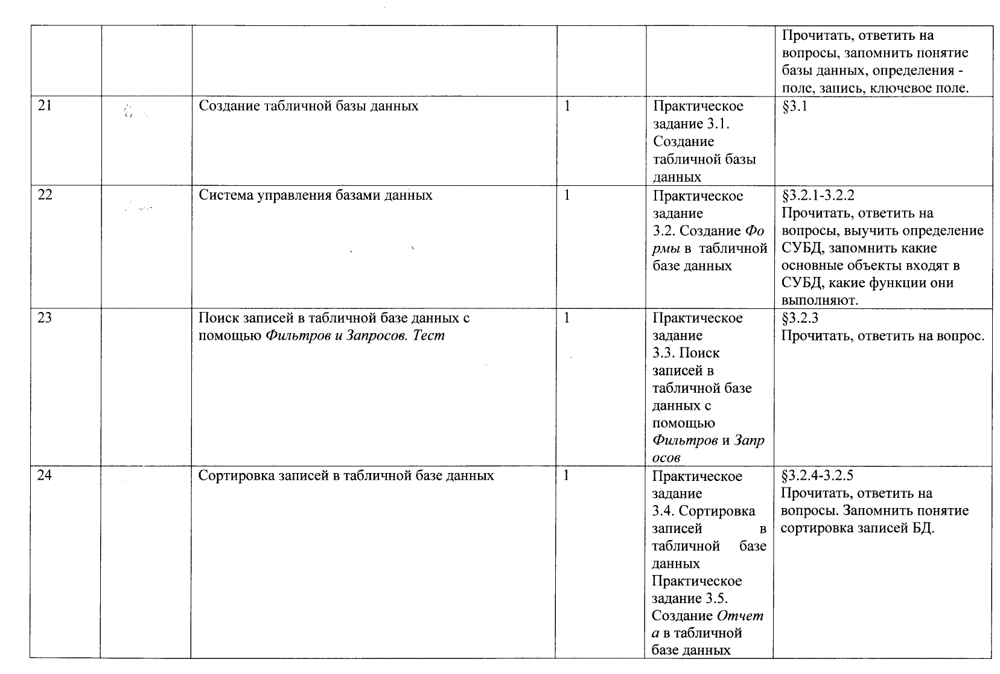 Прочитать, ответить на
вопросы, запомнить понятие
базы данных, определения -
поле, запись, ключевое поле.
21
Создание табличной базы данных
1
Практическое
задание 3.1.
Создание
табличной базы
данных
§3.1
22
Система управления базами данных
1
Практическое
задание
3.2. Создание Фо
рмы в табличной
базе данных
§3.2.1-3.2.2
Прочитать, ответить на
вопросы, выучить определение
СУБД, запомнить какие
основные объекты входят в
СУБД, какие функции они
выполняют.
23
Поиск записей в табличной базе данных с
помощью Фильтров и Запросов. Тест
1
Практическое
задание
3.3. Поиск
записей в
табличной базе
данных с
помощью
Фильтров и Запр
осов
§3.2.3
Прочитать, ответить на вопрос.
24
Сортировка записей в табличной базе данных
1
Практическое
задание
3.4. Сортировка
записей в
табличной базе
данных
Практическое
задание 3.5.
Создание Отчет
а в табличной
базе данных
§3.2.4-3.2.5
Прочитать, ответить на
вопросы. Запомнить понятие
сортировка записей БД.